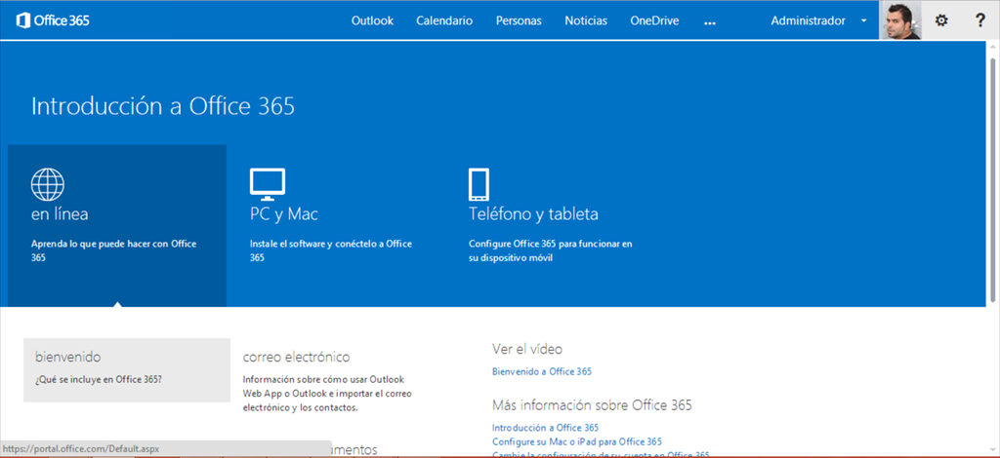 Office 365
Outlook Calendario Personas Noticias OneDrive ... Administrador ?
Introducción a Office 365
en línea
Aprenda lo que puede hacer con Office
365
PC y Mac
Instale el software y conéctelo a Office
365
Teléfono y tableta
Configure Office 365 para funcionar en
su dispositivo móvil
bienvenido
¿Qué se incluye en Office 365?
correo electrónico
Información sobre cómo usar Outlook
Web App o Outlook e importar el correo
electrónico y los contactos.
Ver el vídeo
Bienvenido a Office 365
Más información sobre Office 365
Introducción a Office 365
Configure su Mac o iPad para Office 365
Cambie la configuración de su cuenta en Office 365
https://portal.office.com/Default.aspx
umentos